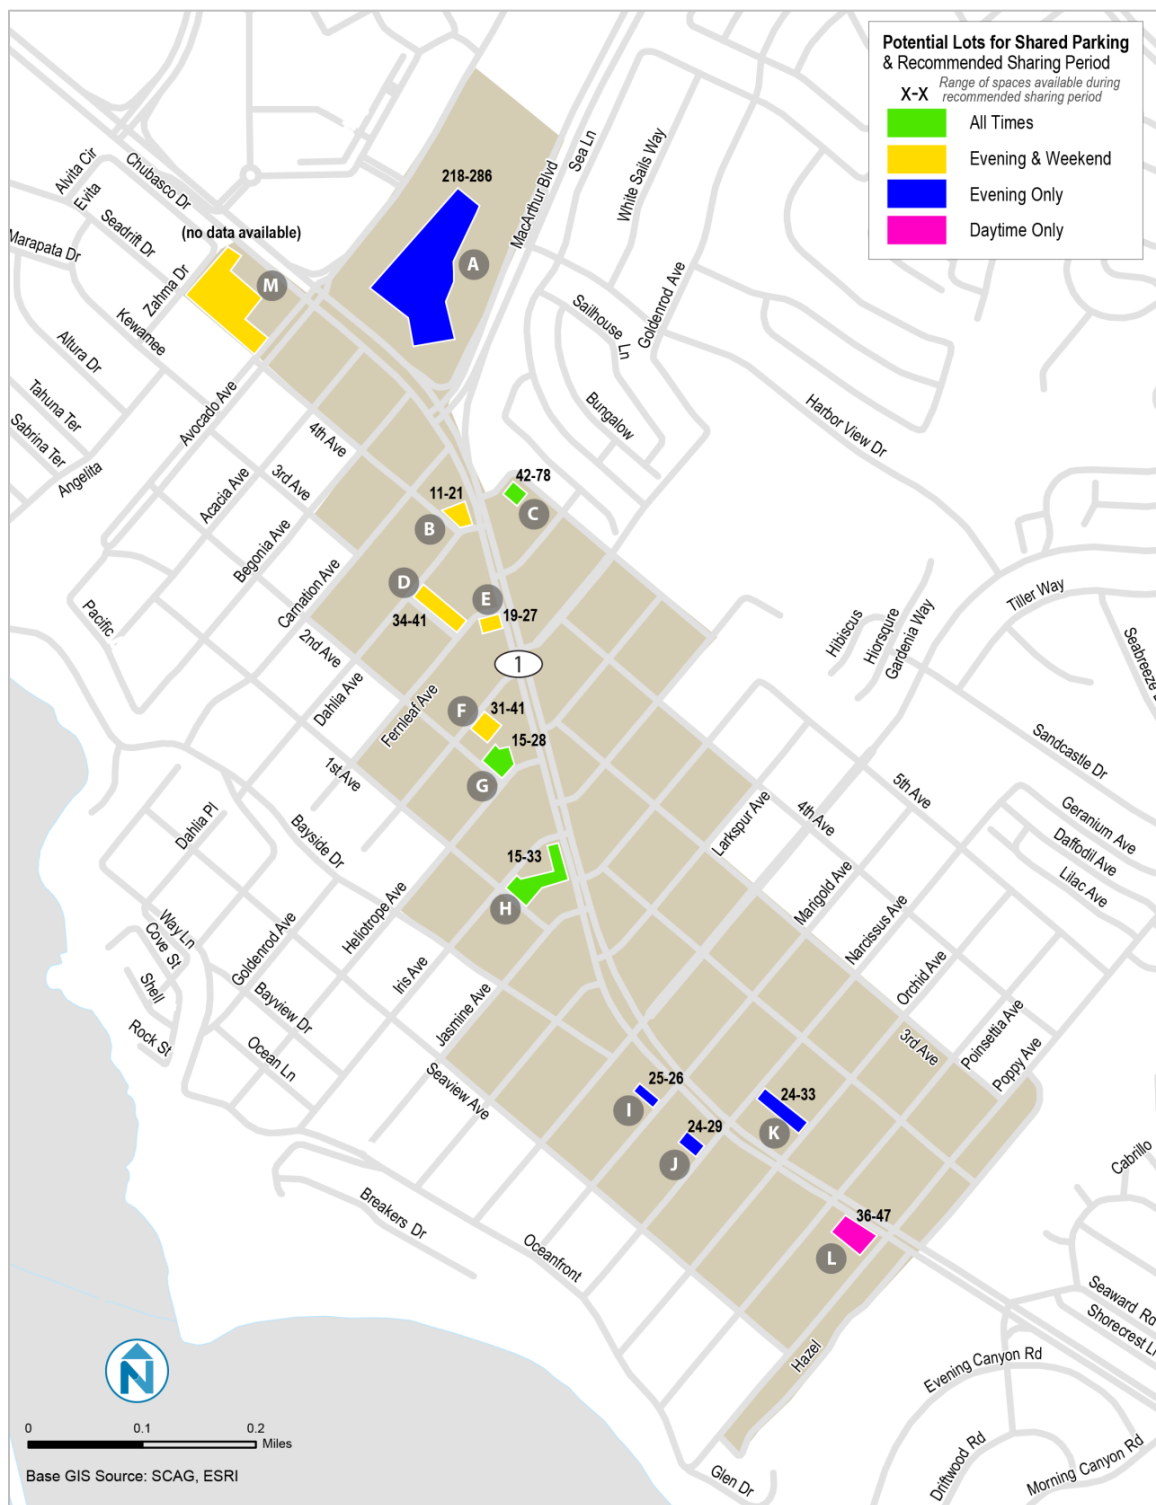 Potential Lots for Shared Parking
& Recommended Sharing Period
X-X Range of spaces available during
recommended sharing period
All Times
Evening & Weekend
Evening Only
Daytime Only
Alvita Cir
Evita
Chubasco Dr
Seadrift Dr
Marapata Dr
(no data available)
M
Zahma Dr
Kewamee
Altura Dr
Tahuna Ter
Sabrina Ter
Angelita
Avocado Ave
218-286
A
MacArthur Blvd
Sea Ln
White Sails Way
Goldenrod Ave
Sailhouse Ln
Bungalow
Harbor View Dr
4th Ave
3rd Ave
Acacia Ave
Begonia Ave
Carnation Ave
2nd Ave
Pacific
11-21
B
42-78
C
D
34-41
E
19-27
1
Dahlia Ave
Fernleaf Ave
1st Ave
F
31-41
15-28
G
Hibiscus
Hiorsqure
Gardenia Way
Tiller Way
Seabreeze
Sandcastle Dr
5th Ave
4th Ave
Larkspur Ave
Geranium Ave
Daffodil Ave
Lilac Ave
Marigold Ave
Narcissus Ave
Orchid Ave
3rd Ave
Poinsettia Ave
Poppy Ave
Dahlia Pl
Bayside Dr
15-33
H
Heliotrope Ave
Way Ln
Cove St
Shell
Rock St
Goldenrod Ave
Bayview Dr
Ocean Ln
Iris Ave
Jasmine Ave
Seaview Ave
25-26
I
24-29
J
24-33
K
36-47
L
Cabrillo
Breakers Dr
Oceanfront
Hazel
Seaward Rd
Shorecrest Ln
Evening Canyon Rd
Driftwood Rd
Morning Canyon Rd
Glen Dr
N
0 0.1 0.2
Miles
Base GIS Source: SCAG, ESRI